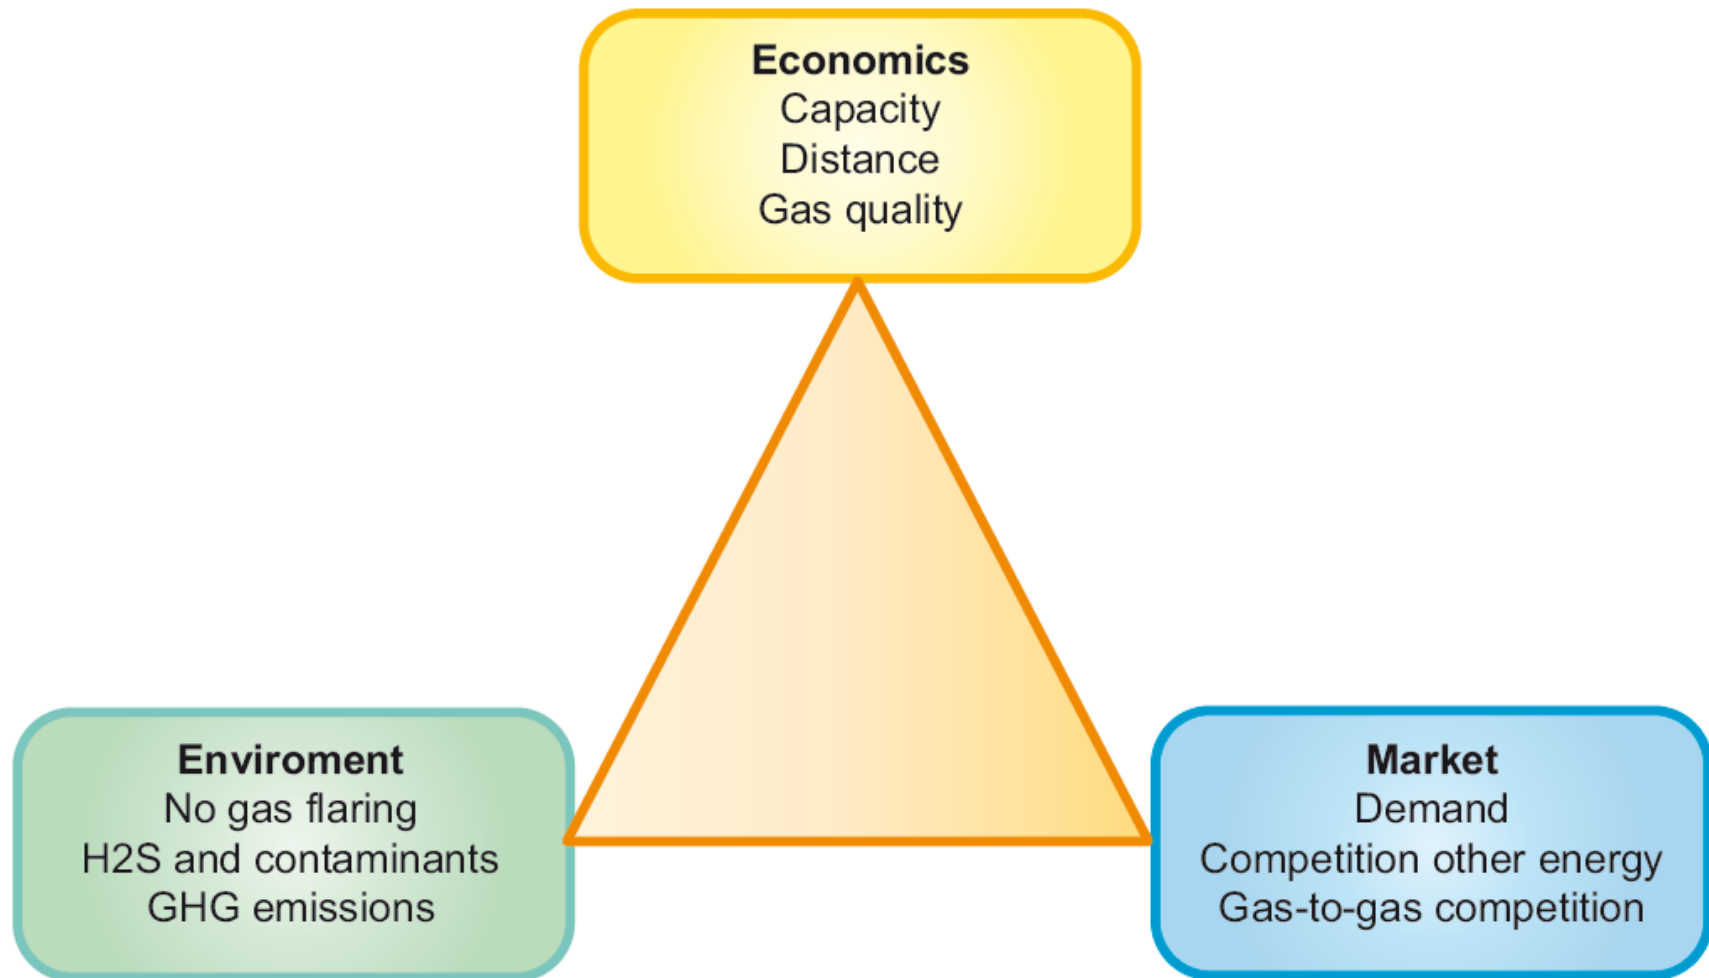 Economics
Capacity
Distance
Gas quality
Enviroment
No gas flaring
H2S and contaminants
GHG emissions
Market
Demand
Competition other energy
Gas-to-gas competition